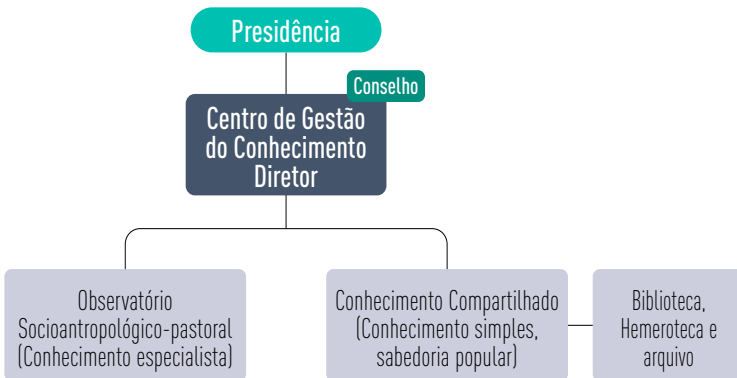 Presidência
Conselho
Centro de Gestão
do Conhecimento
Diretor
Observatório
Socioantropológico-pastoral
(Conhecimento especialista)
Conhecimento Compartilhado
(Conhecimento simples,
sabedoria popular)
Biblioteca,
Hemeroteca e
arquivo